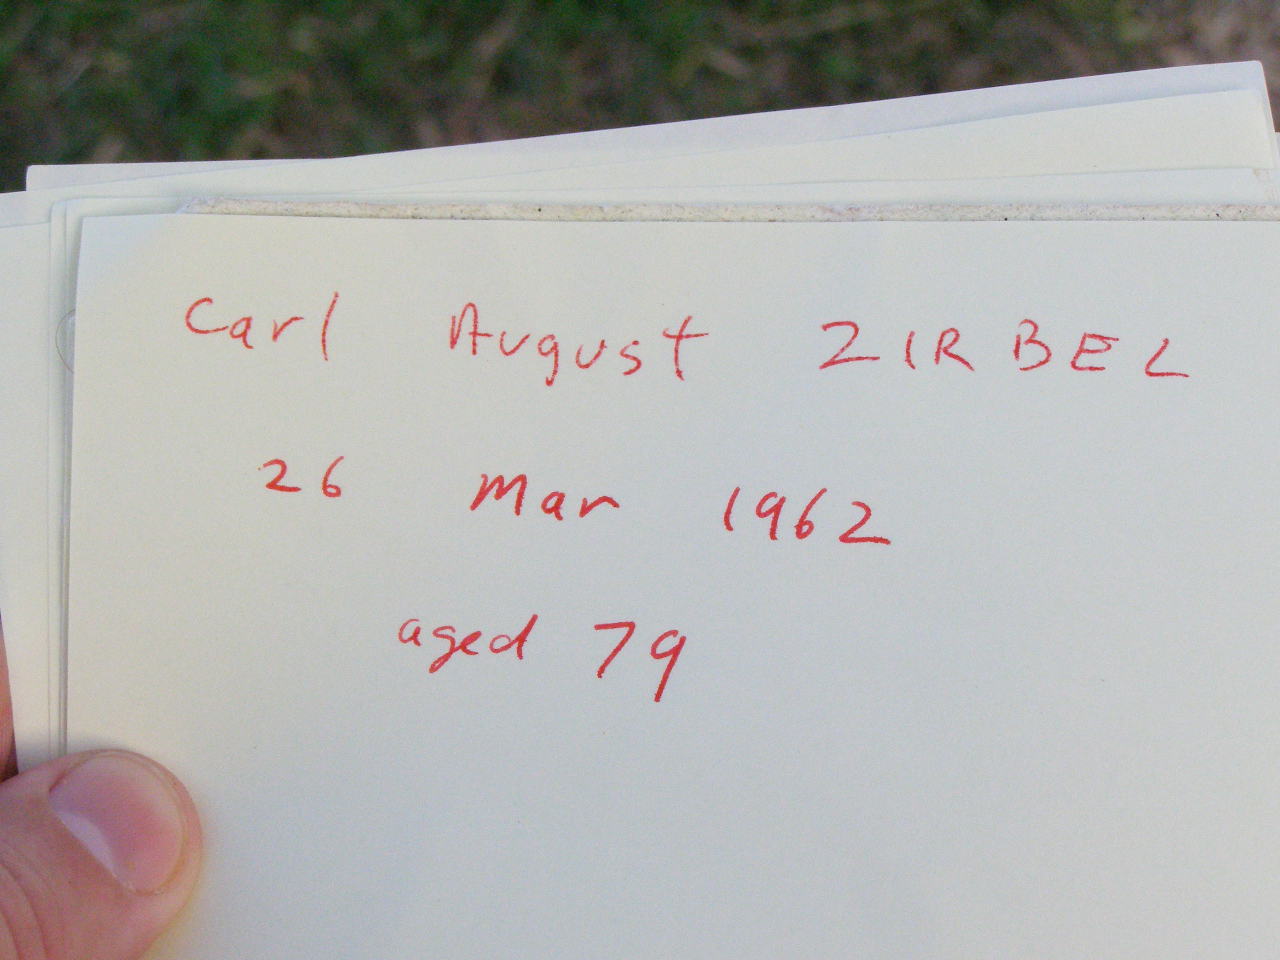 Carl August ZIRBEL
26 Mar 1962
aged 79